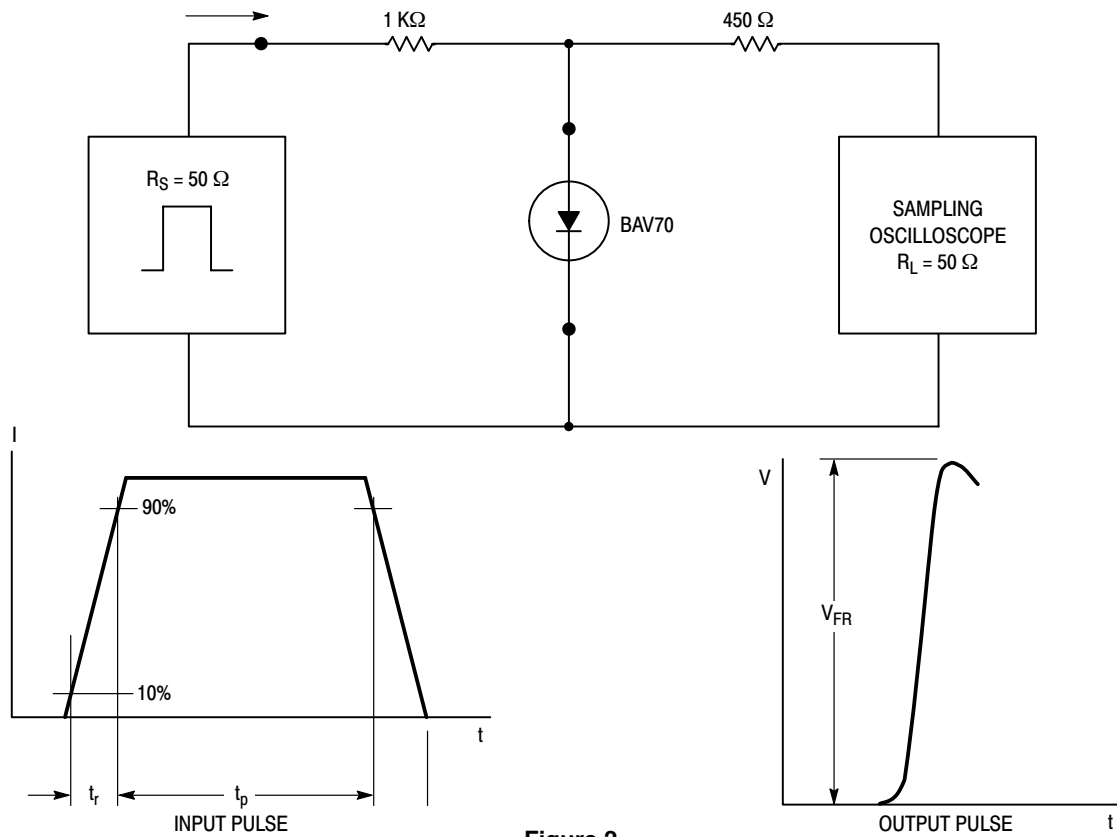 1 KΩ
450 Ω
R_S = 50 Ω
BAV70
SAMPLING
OSCILLOSCOPE
R_L = 50 Ω
I
90%
10%
t
t_r
t_p
INPUT PULSE
V
V_FR
t
OUTPUT PULSE